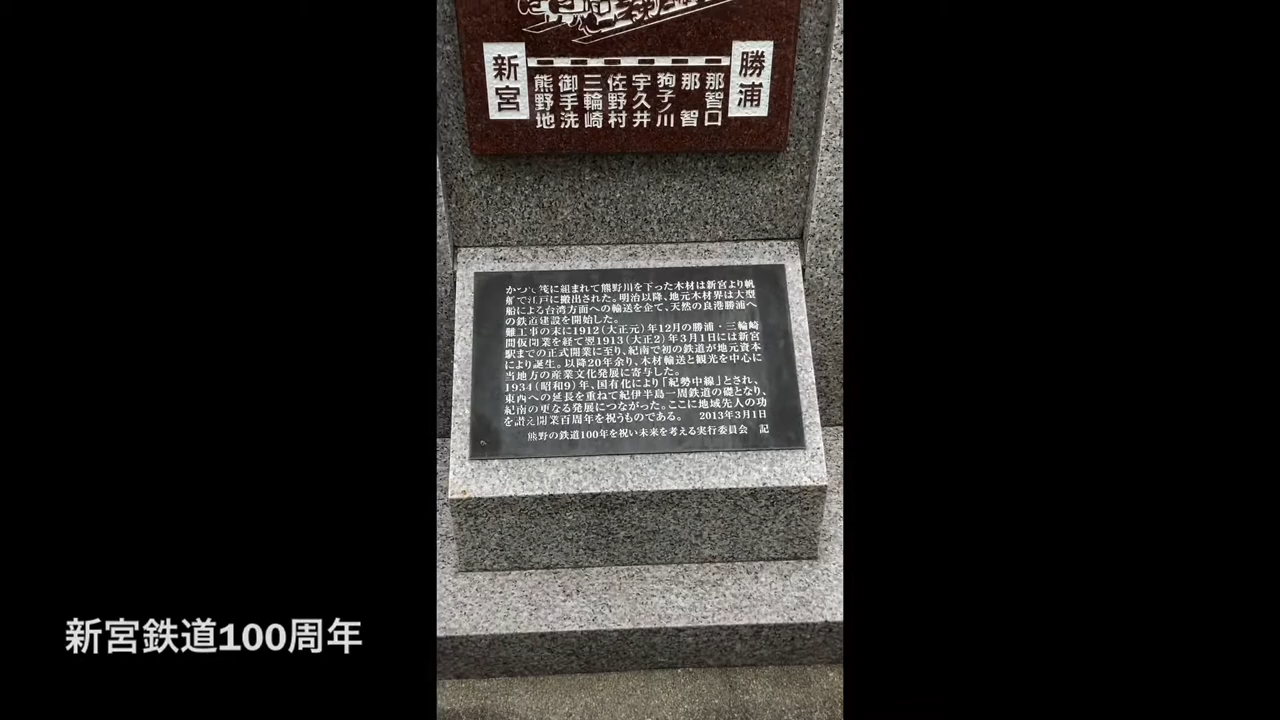 新宮
熊野地
御手洗
三輪崎
佐野村
宇久井
狗子ノ川
那智
那智口
勝浦
かつて筏に組まれて熊野川を下った木材は新宮より帆
船で江戸に搬出された。明治以降、地元木材界は大型
船による台湾方面への輸送を企て、天然の良港勝浦へ
の鉄道建設を開始した。
難工事の末に1912(大正元)年12月の勝浦・三輪崎
間仮開業を経て翌1913(大正2)年3月1日には新宮
駅までの正式開業に至り、紀南で初の鉄道が地元資本
により誕生。以降20年余り、木材輸送と観光を中心に
当地方の産業文化発展に寄与した。
1934(昭和9)年、国有化により「紀勢中線」とされ、
東西への延長を重ねて紀伊半島一周鉄道の礎となり、
紀南の更なる発展につながった。ここに地域先人の功
を讃え開業百周年を祝うものである。 2013年3月1日
熊野の鉄道100年を祝い未来を考える実行委員会 記
新宮鉄道100周年